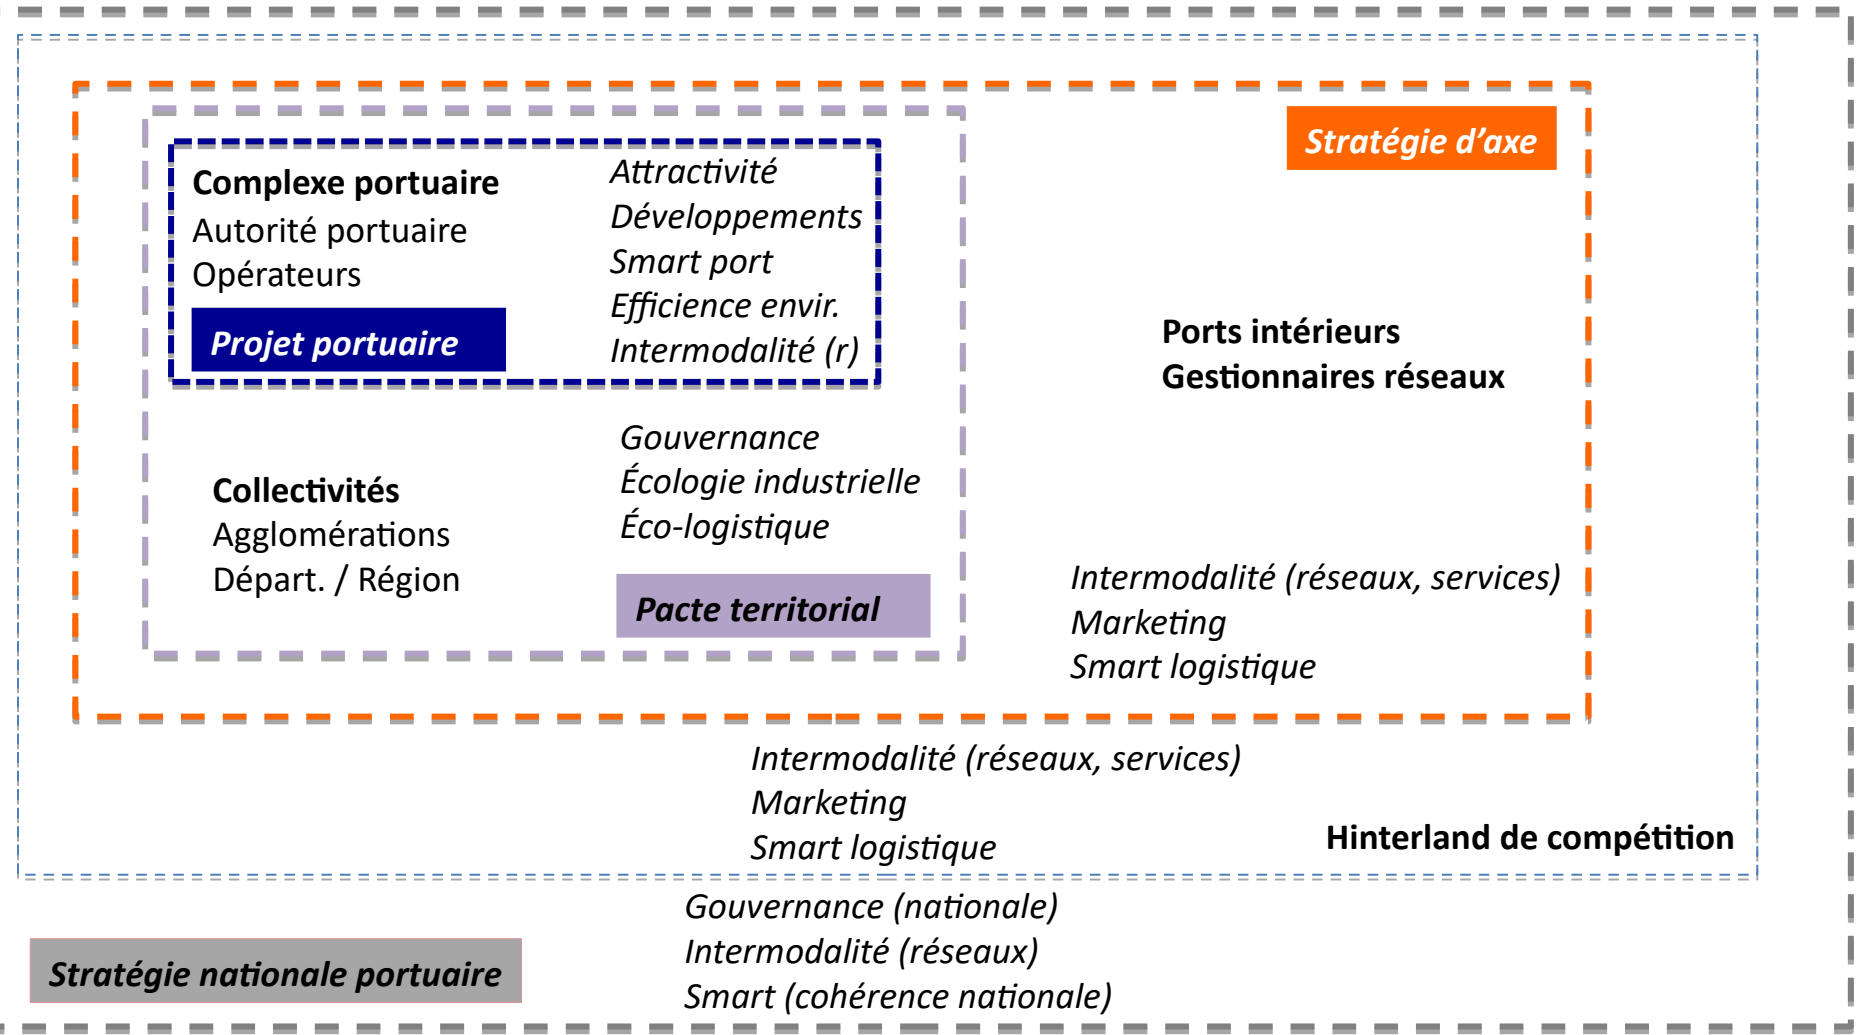 Stratégie d’axe
Complexe portuaire
Autorité portuaire
Opérateurs
Projet portuaire
Attractivité
Développements
Smart port
Efficience envir.
Intermodalité (r)
Ports intérieurs
Gestionnaires réseaux
Collectivités
Agglomérations
Départ. / Région
Gouvernance
Écologie industrielle
Éco-logistique
Pacte territorial
Intermodalité (réseaux, services)
Marketing
Smart logistique
Intermodalité (réseaux, services)
Marketing
Smart logistique
Hinterland de compétition
Gouvernance (nationale)
Intermodalité (réseaux)
Smart (cohérence nationale)
Stratégie nationale portuaire